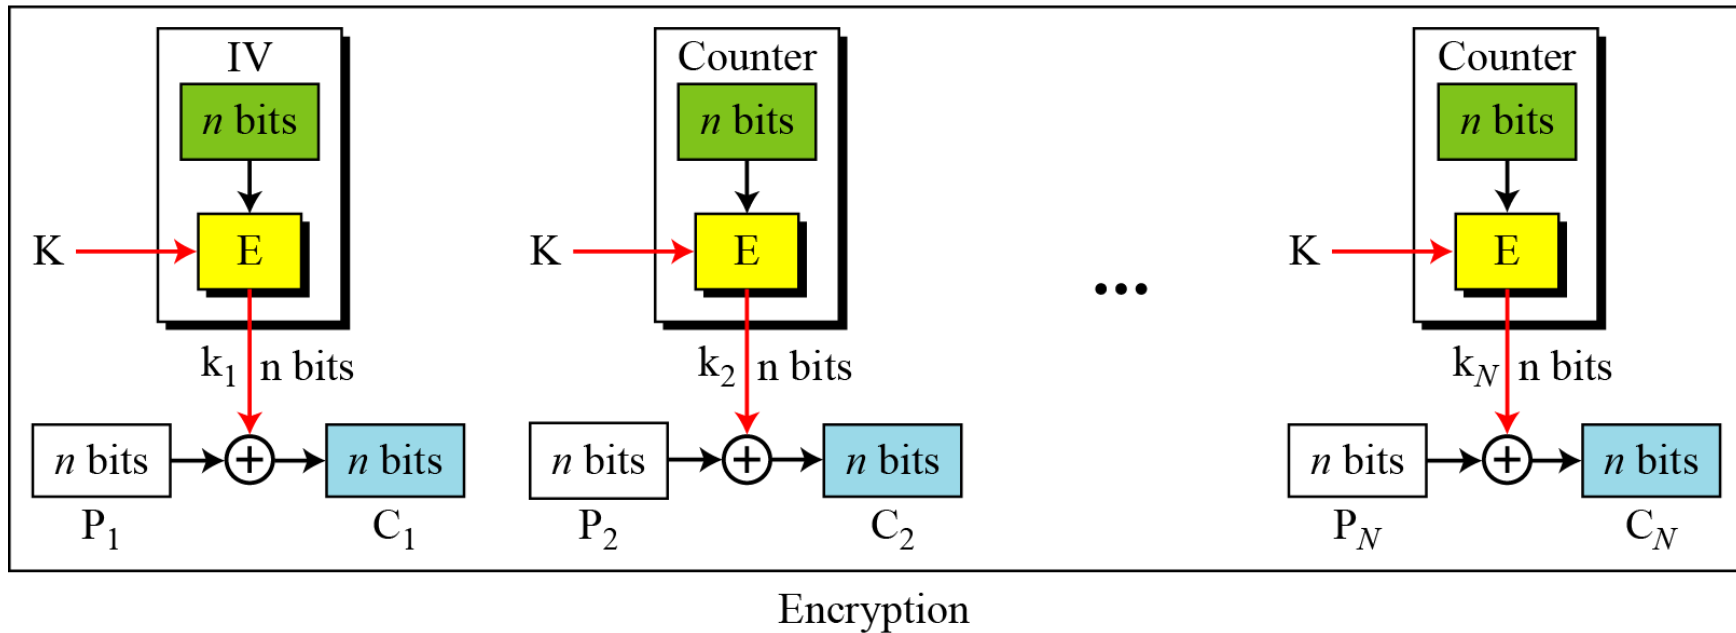 IV Counter Counter
n bits n bits n bits
K E K E ... K E
k1 n bits k2 n bits kN n bits
n bits + n bits n bits + n bits n bits + n bits
P1 C1 P2 C2 PN CN
Encryption